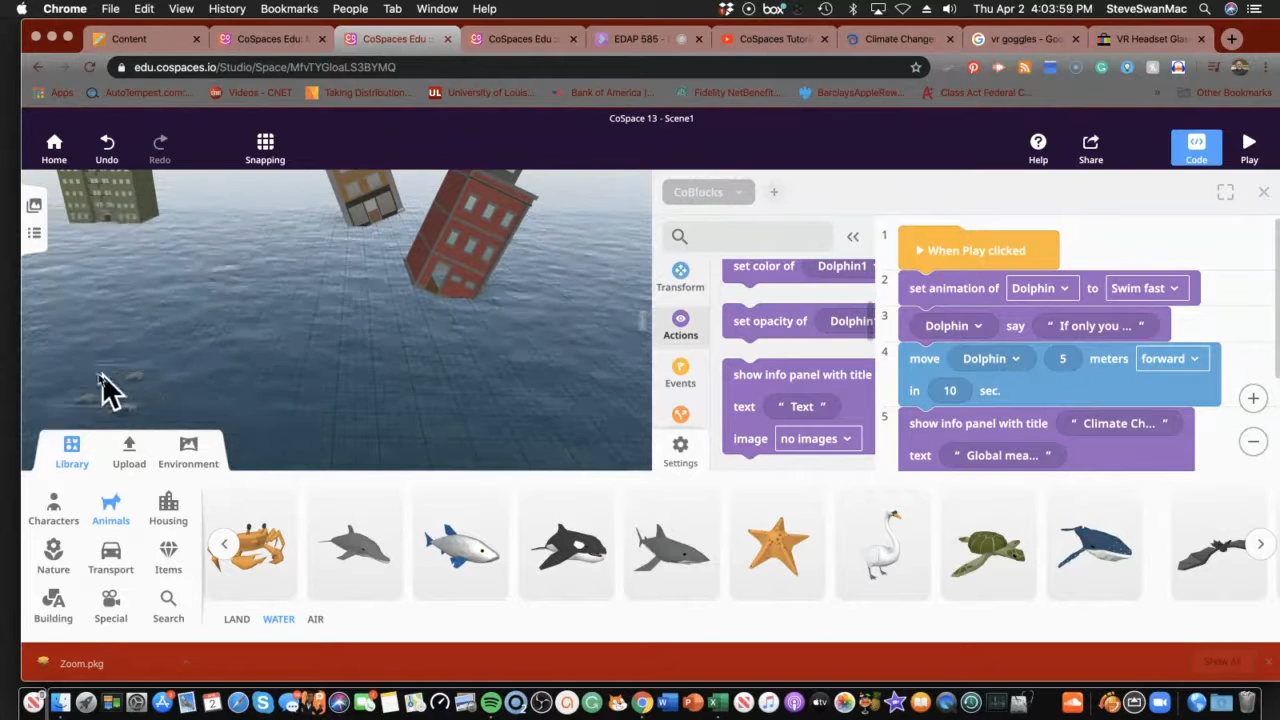 Chrome File Edit View History Bookmarks People Tab Window Help box Thu Apr 2 4:03:59 PM SteveSwanMac
Content CoSpaces Edu: M CoSpaces Edu : CoSpaces Edu : EDAP 585 - CoSpaces Tutori Climate Change vr goggles - Goo VR Headset Glas
edu.cospaces.io/Studio/Space/MfvTYGloaLS3BYMQ
Apps AutoTempest.com:... Videos - CNET Taking Distribution... University of Louis... Bank of America |... Fidelity NetBenefit... BarclaysAppleRew... Class Act Federal C... » Other Bookmarks
CoSpace 13 - Scene1
Home Undo Redo Snapping Help Share Code Play
CoBlocks +
Transform
Actions
Events
Settings
set color of Dolphin1
set opacity of Dolphin
show info panel with title
text " Text "
image no images
1 When Play clicked
2 set animation of Dolphin to Swim fast
3 Dolphin say " If only you ... "
4 move Dolphin 5 meters forward
in 10 sec.
5 show info panel with title " Climate Ch... "
text " Global mea... "
Library Upload Environment
Characters Animals Housing
Nature Transport Items
Building Special Search
LAND WATER AIR
Zoom.pkg
Show All